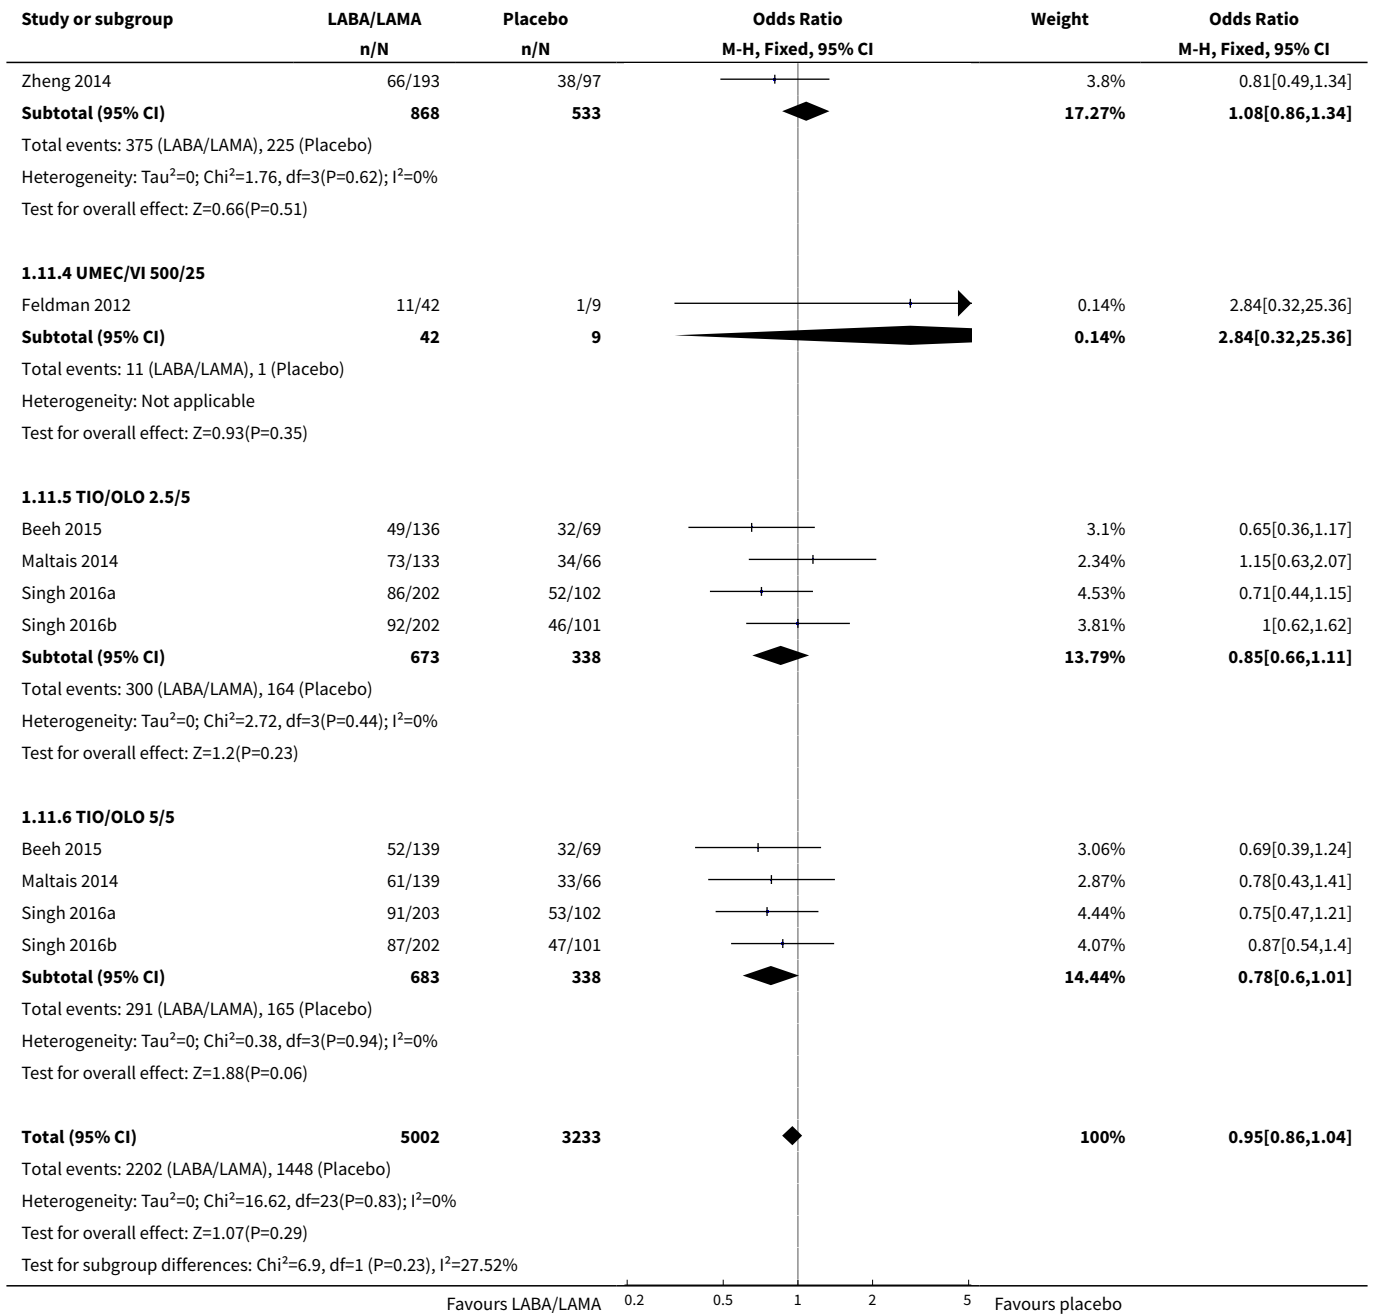 Study or subgroup LABA/LAMA Placebo Odds Ratio Weight Odds Ratio
n/N n/N M-H, Fixed, 95% CI M-H, Fixed, 95% CI
Zheng 2014 66/193 38/97 3.8% 0.81[0.49,1.34]
Subtotal (95% CI) 868 533 17.27% 1.08[0.86,1.34]
Total events: 375 (LABA/LAMA), 225 (Placebo)
Heterogeneity: Tau²=0; Chi²=1.76, df=3(P=0.62); I²=0%
Test for overall effect: Z=0.66(P=0.51)
1.11.4 UMEC/VI 500/25
Feldman 2012 11/42 1/9 0.14% 2.84[0.32,25.36]
Subtotal (95% CI) 42 9 0.14% 2.84[0.32,25.36]
Total events: 11 (LABA/LAMA), 1 (Placebo)
Heterogeneity: Not applicable
Test for overall effect: Z=0.93(P=0.35)
1.11.5 TIO/OLO 2.5/5
Beeh 2015 49/136 32/69 3.1% 0.65[0.36,1.17]
Maltais 2014 73/133 34/66 2.34% 1.15[0.63,2.07]
Singh 2016a 86/202 52/102 4.53% 0.71[0.44,1.15]
Singh 2016b 92/202 46/101 3.81% 1[0.62,1.62]
Subtotal (95% CI) 673 338 13.79% 0.85[0.66,1.11]
Total events: 300 (LABA/LAMA), 164 (Placebo)
Heterogeneity: Tau²=0; Chi²=2.72, df=3(P=0.44); I²=0%
Test for overall effect: Z=1.2(P=0.23)
1.11.6 TIO/OLO 5/5
Beeh 2015 52/139 32/69 3.06% 0.69[0.39,1.24]
Maltais 2014 61/139 33/66 2.87% 0.78[0.43,1.41]
Singh 2016a 91/203 53/102 4.44% 0.75[0.47,1.21]
Singh 2016b 87/202 47/101 4.07% 0.87[0.54,1.4]
Subtotal (95% CI) 683 338 14.44% 0.78[0.6,1.01]
Total events: 291 (LABA/LAMA), 165 (Placebo)
Heterogeneity: Tau²=0; Chi²=0.38, df=3(P=0.94); I²=0%
Test for overall effect: Z=1.88(P=0.06)
Total (95% CI) 5002 3233 100% 0.95[0.86,1.04]
Total events: 2202 (LABA/LAMA), 1448 (Placebo)
Heterogeneity: Tau²=0; Chi²=16.62, df=23(P=0.83); I²=0%
Test for overall effect: Z=1.07(P=0.29)
Test for subgroup differences: Chi²=6.9, df=1 (P=0.23), I²=27.52%
Favours LABA/LAMA 0.2 0.5 1 2 5 Favours placebo